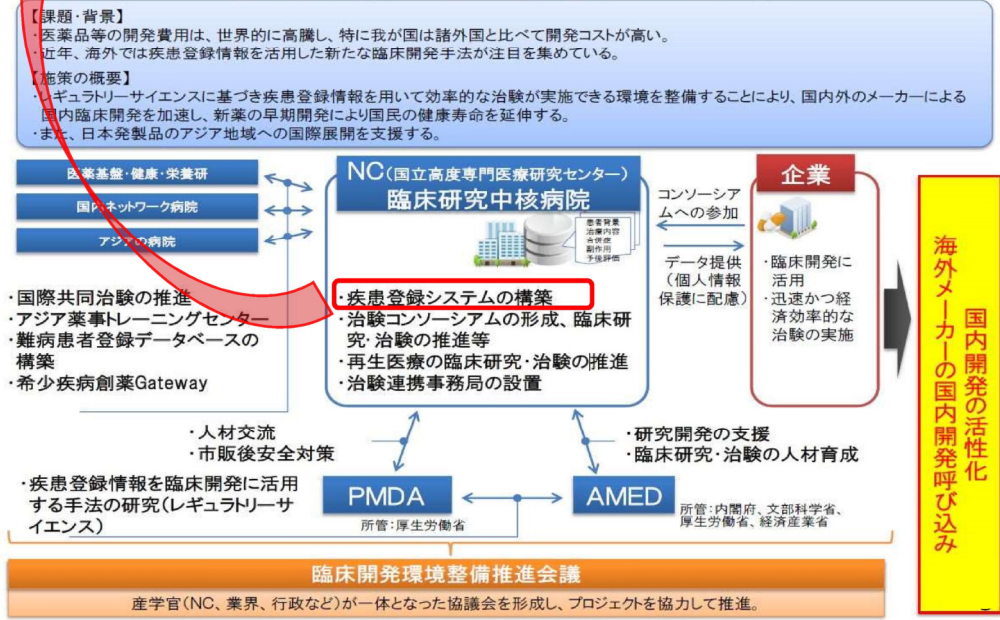 【課題･背景】
･医薬品等の開発費用は、世界的に高騰し、特に我が国は諸外国と比べて開発コストが高い。
･近年、海外では疾患登録情報を活用した新たな臨床開発手法が注目を集めている。
【施策の概要】
･レギュラトリーサイエンスに基づき疾患登録情報を用いて効率的な治験が実施できる環境を整備することにより、国内外のメーカーによる
国内臨床開発を加速し、新薬の早期開発により国民の健康寿命を延伸する。
･また、日本発製品のアジア地域への国際展開を支援する。
医薬基盤･健康･栄養研
国内ネットワーク病院
アジアの病院
･国際共同治験の推進
･アジア薬事トレーニングセンター
･難病患者登録データベースの
構築
･希少疾病創薬Gateway
NC(国立高度専門医療研究センター)
臨床研究中核病院
患者背景
治療内容
合併症
副作用
予後評価
･疾患登録システムの構築
･治験コンソーシアムの形成、臨床研
究･治験の推進等
･再生医療の臨床研究･治験の推進
･治験連携事務局の設置
コンソーシア
ムへの参加
データ提供
(個人情報
保護に配慮)
企業
･臨床開発に
活用
･迅速かつ経
済効率的な
治験の実施
国内開発の活性化
海外メーカーの国内開発呼び込み
･人材交流
･市販後安全対策
･研究開発の支援
･臨床研究･治験の人材育成
･疾患登録情報を臨床開発に活用
する手法の研究(レギュラトリーサ
イエンス)
PMDA
所管:厚生労働省
AMED
所管:内閣府、文部科学省、
厚生労働省、経済産業省
臨床開発環境整備推進会議
産学官(NC、業界、行政など)が一体となった協議会を形成し、プロジェクトを協力して推進。